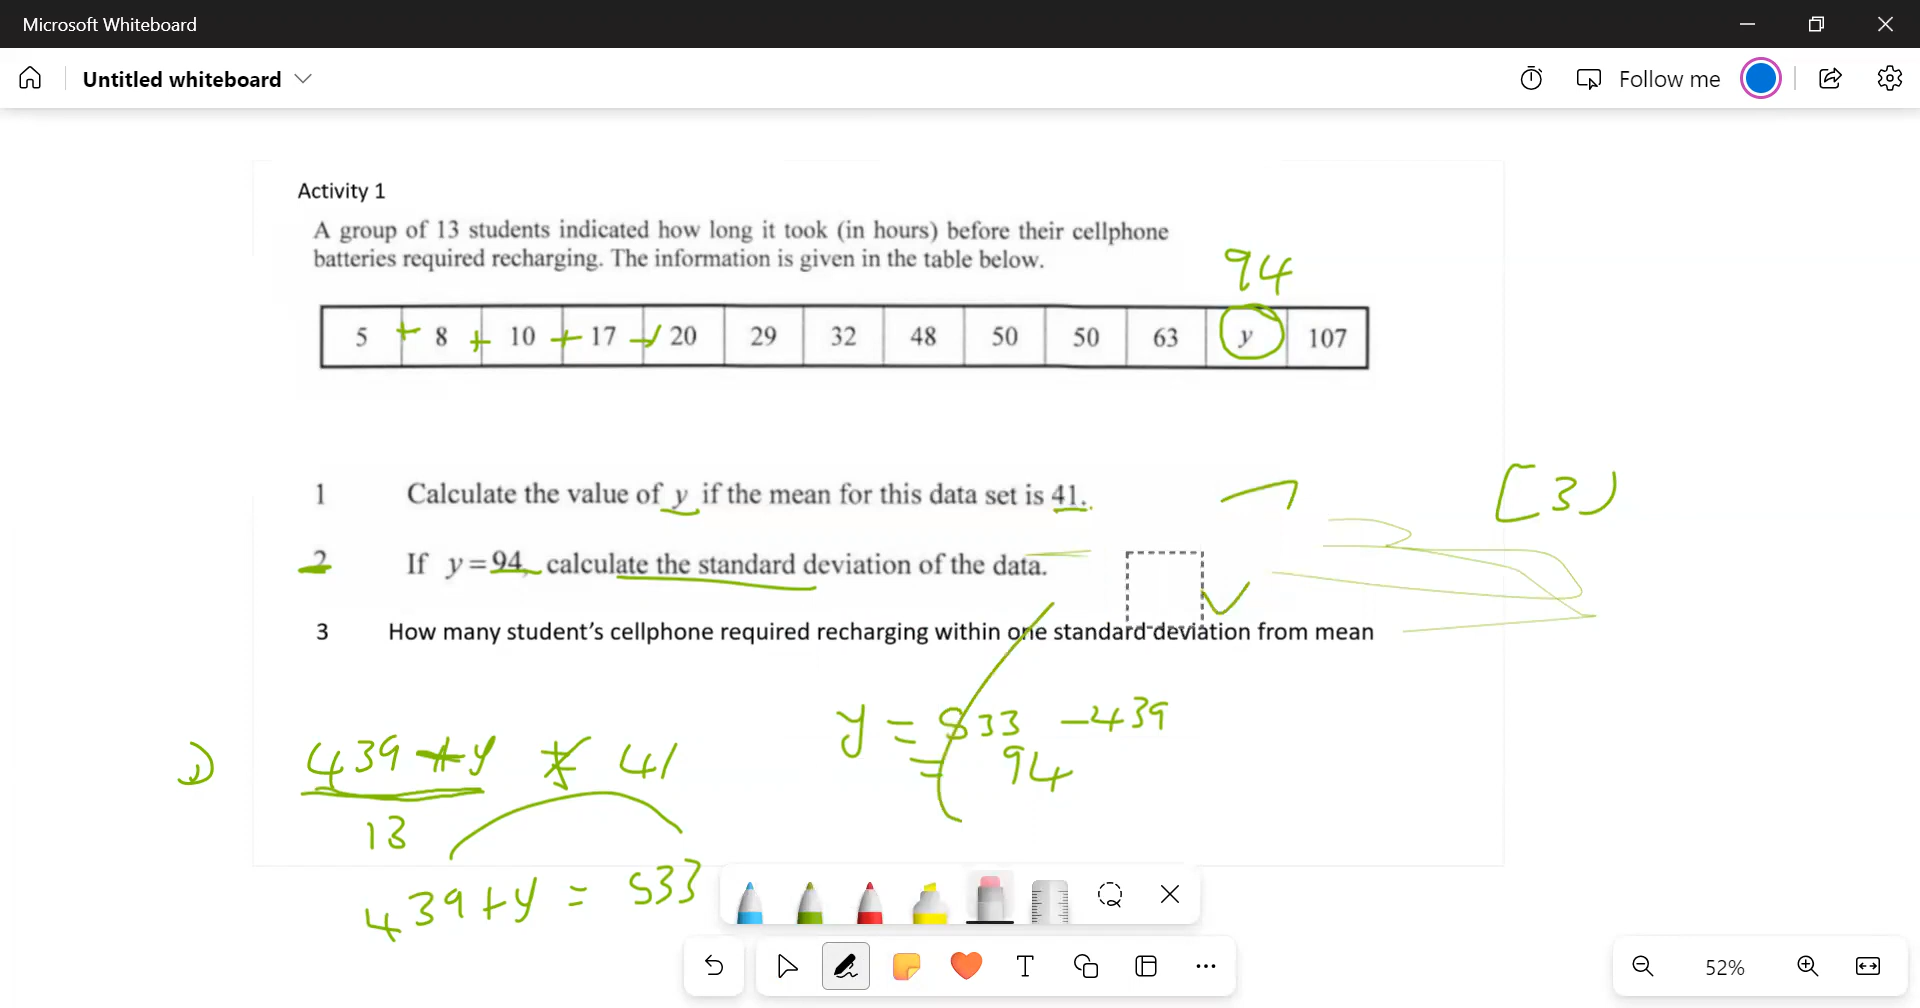 Microsoft Whiteboard
Untitled whiteboard
Follow me
Activity 1
A group of 13 students indicated how long it took (in hours) before their cellphone
batteries required recharging. The information is given in the table below.
94
5 + 8 + 10 + 17 + 20 29 32 48 50 50 63 y 107
1 Calculate the value of y if the mean for this data set is 41.
[3)
2 If y = 94, calculate the standard deviation of the data.
3 How many student's cellphone required recharging within one standard deviation from mean
y = 533 - 439
= 94
1) 439 + y = 41
13
439 + y = 533
T
52%